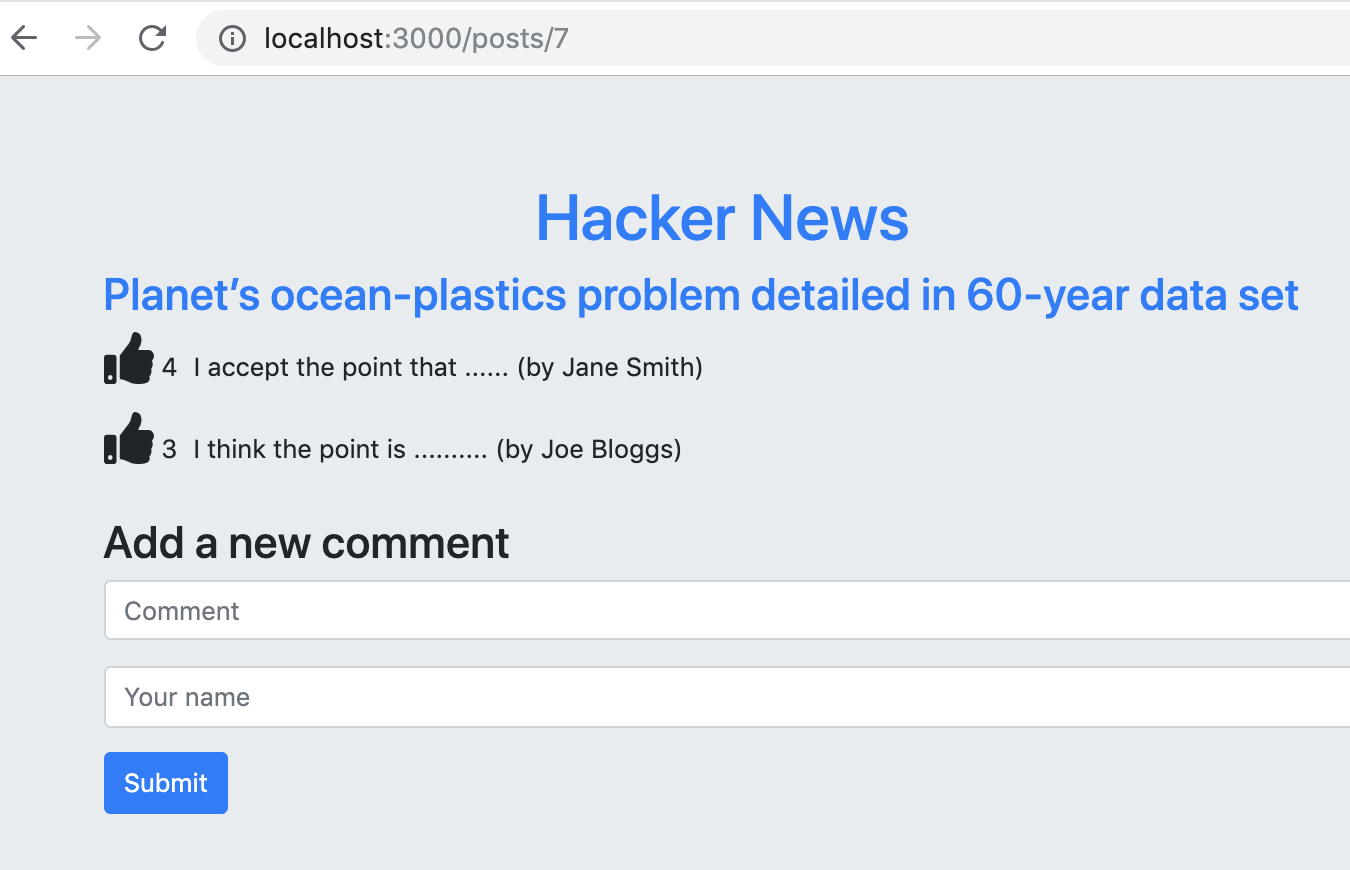 localhost:3000/posts/7
Hacker News
Planet’s ocean-plastics problem detailed in 60-year data set
4 I accept the point that ...... (by Jane Smith)
3 I think the point is .......... (by Joe Bloggs)
Add a new comment
Comment
Your name
Submit